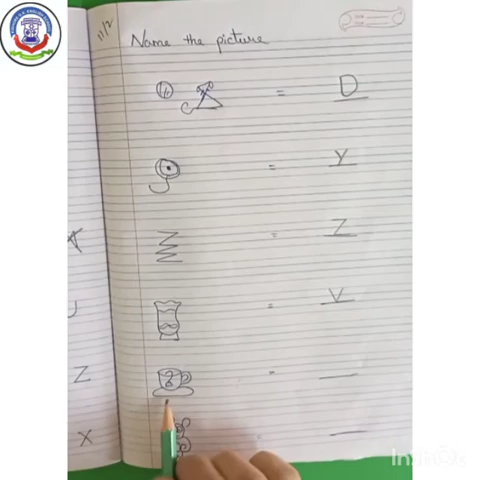 11/2
Name the picture
= D
= Y
= Z
= V
=
Z
X
=